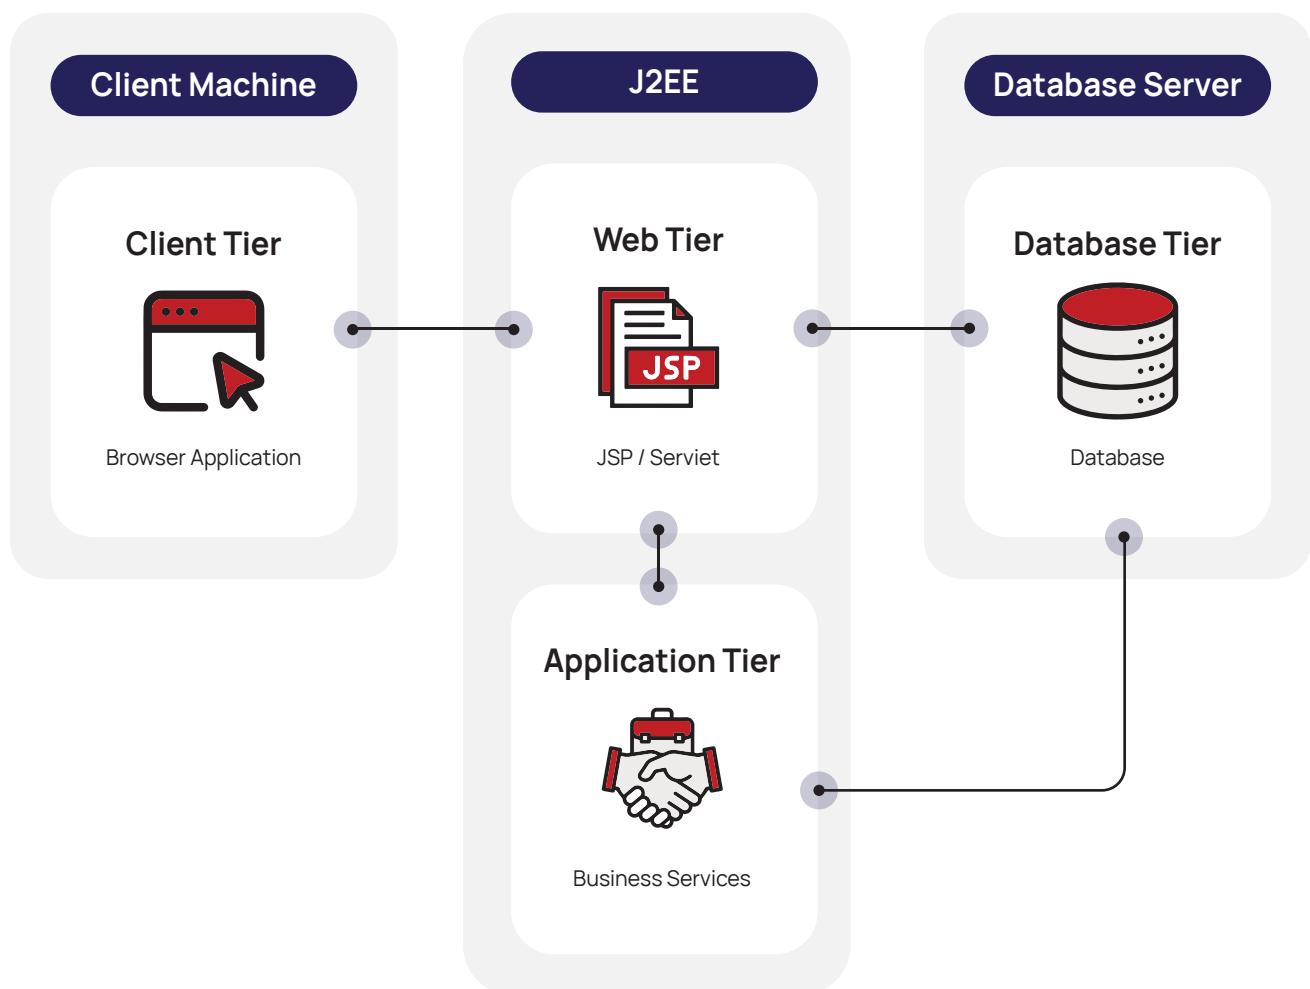 Client Machine
Client Tier
Browser Application
J2EE
Web Tier
JSP
JSP / Serviet
Application Tier
Business Services
Database Server
Database Tier
Database